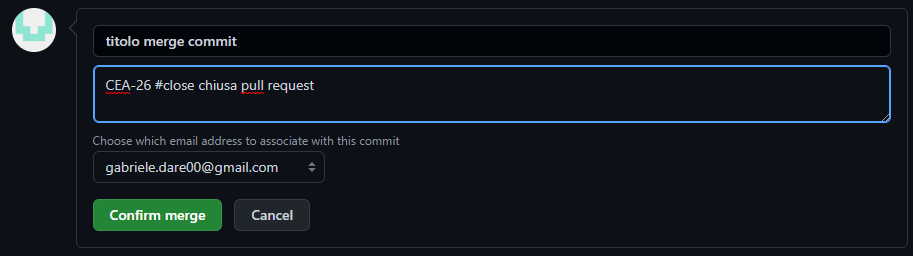 titolo merge commit
CEA-26 #close chiusa pull request
Choose which email address to associate with this commit
gabriele.dare00@gmail.com
Confirm merge
Cancel